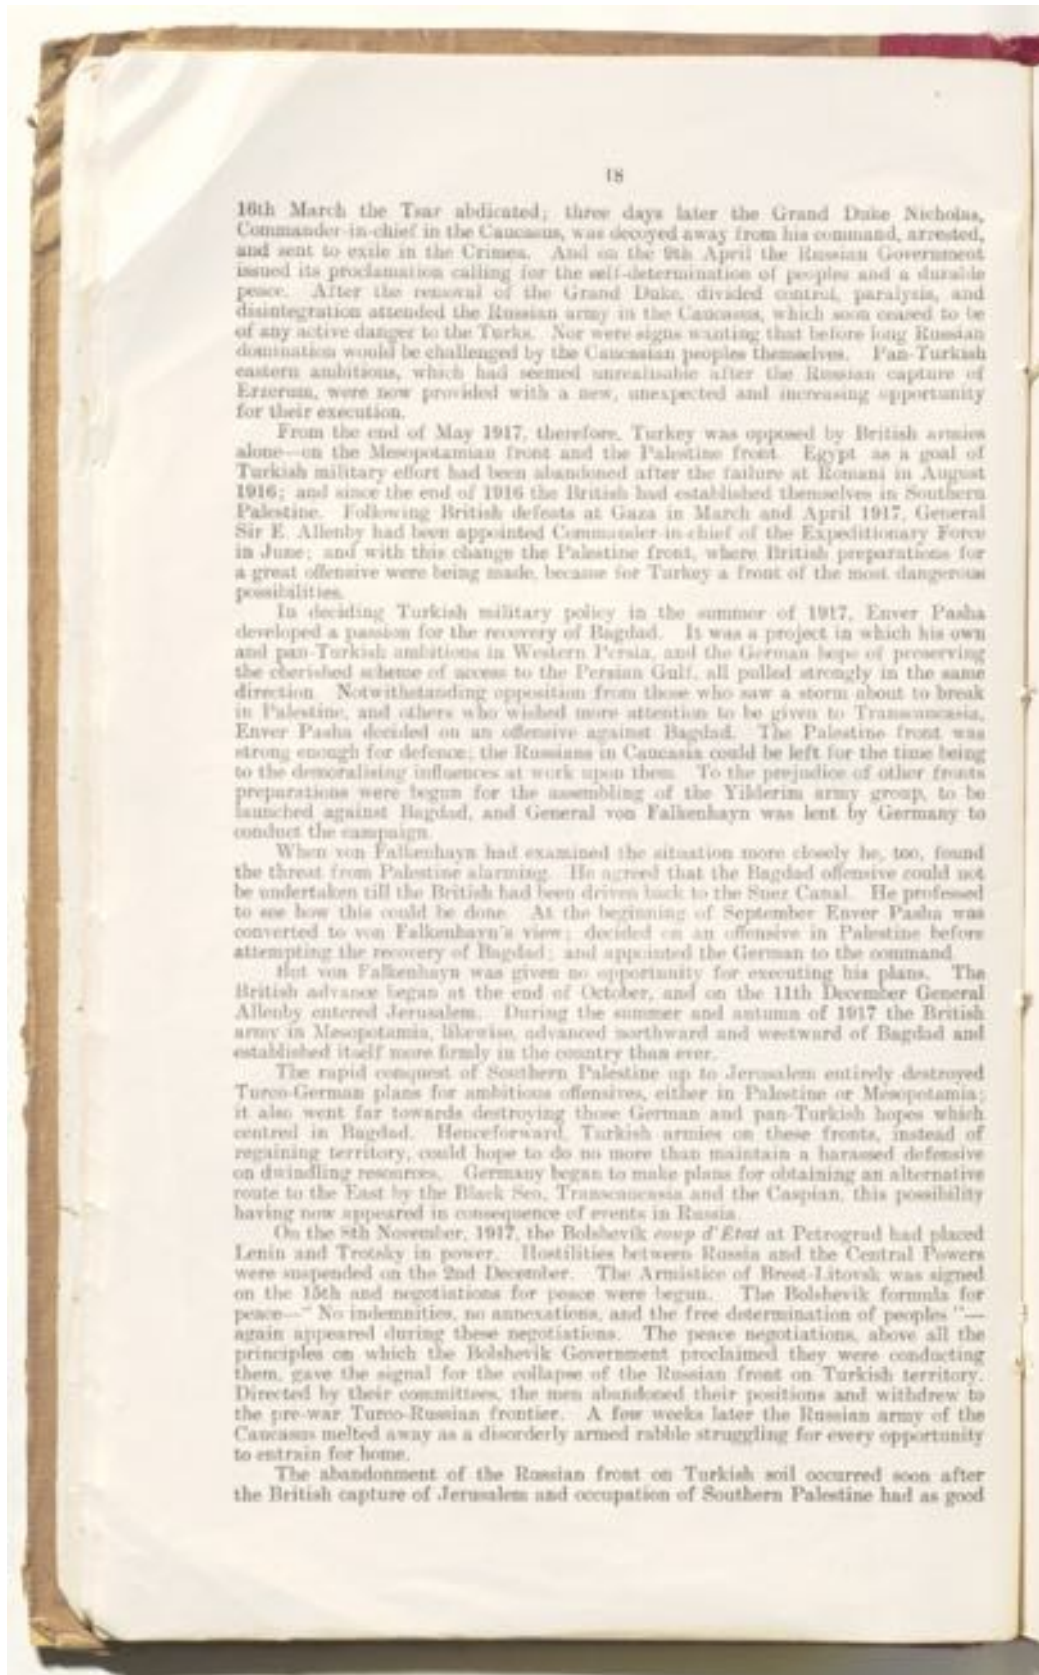 18
16th March the Tsar abdicated; three days later the Grand Duke Nicholas,
Commander-in-chief in the Caucasus, was decoyed away from his command, arrested,
and sent to exile in the Crimea. And on the 9th April the Russian Government
issued its proclamation calling for the self-determination of peoples and a durable
peace. After the removal of the Grand Duke, divided control, paralysis, and
disintegration attended the Russian army in the Caucasus, which soon ceased to be
of any active danger to the Turks. Nor were signs wanting that before long Russian
domination would be challenged by the Caucasian peoples themselves. Pan-Turkish
eastern ambitions, which had seemed unrealisable after the Russian capture of
Erzerum, were now provided with a new, unexpected and increasing opportunity
for their execution.
From the end of May 1917, therefore, Turkey was opposed by British armies
alone—on the Mesopotamian front and the Palestine front. Egypt as a goal of
Turkish military effort had been abandoned after the failure at Romani in August
1916; and since the end of 1916 the British had established themselves in Southern
Palestine. Following British defeats at Gaza in March and April 1917, General
Sir E. Allenby had been appointed Commander-in-chief of the Expeditionary Force
in June; and with this change the Palestine front, where British preparations for
a great offensive were being made, became for Turkey a front of the most dangerous
possibilities.
In deciding Turkish military policy in the summer of 1917, Enver Pasha
developed a passion for the recovery of Bagdad. It was a project in which his own
and pan-Turkish ambitions in Western Persia, and the German hope of preserving
the cherished scheme of access to the Persian Gulf, all pulled strongly in the same
direction. Notwithstanding opposition from those who saw a storm about to break
in Palestine, and others who wished more attention to be given to Transcaucasia,
Enver Pasha decided on an offensive against Bagdad. The Palestine front was
strong enough for defence; the Russians in Caucasia could be left for the time being
to the demoralising influences at work upon them. To the prejudice of other fronts
preparations were begun for the assembling of the Yilderim army group, to be
launched against Bagdad, and General von Falkenhayn was lent by Germany to
conduct the campaign.
When von Falkenhayn had examined the situation more closely he, too, found
the threat from Palestine alarming. He agreed that the Bagdad offensive could not
be undertaken till the British had been driven back to the Suez Canal. He professed
to see how this could be done. At the beginning of September Enver Pasha was
converted to von Falkenhayn's view; decided on an offensive in Palestine before
attempting the recovery of Bagdad; and appointed the German to the command.
But von Falkenhayn was given no opportunity for executing his plans. The
British advance began at the end of October, and on the 11th December General
Allenby entered Jerusalem. During the summer and autumn of 1917 the British
army in Mesopotamia, likewise, advanced northward and westward of Bagdad and
established itself more firmly in the country than ever.
The rapid conquest of Southern Palestine up to Jerusalem entirely destroyed
Turco-German plans for ambitious offensives, either in Palestine or Mesopotamia;
it also went far towards destroying those German and pan-Turkish hopes which
centred in Bagdad. Henceforward, Turkish armies on these fronts, instead of
regaining territory, could hope to do no more than maintain a harassed defensive
on dwindling resources. Germany began to make plans for obtaining an alternative
route to the East by the Black Sea, Transcaucasia and the Caspian, this possibility
having now appeared in consequence of events in Russia.
On the 8th November, 1917, the Bolshevik coup d'Etat at Petrograd had placed
Lenin and Trotsky in power. Hostilities between Russia and the Central Powers
were suspended on the 2nd December. The Armistice of Brest-Litovsk was signed
on the 15th and negotiations for peace were begun. The Bolshevik formula for
peace—"No indemnities, no annexations, and the free determination of peoples"—
again appeared during these negotiations. The peace negotiations, above all the
principles on which the Bolshevik Government proclaimed they were conducting
them, gave the signal for the collapse of the Russian front on Turkish territory.
Directed by their committees, the men abandoned their positions and withdrew to
the pre-war Turco-Russian frontier. A few weeks later the Russian army of the
Caucasus melted away as a disorderly armed rabble struggling for every opportunity
to entrain for home.
The abandonment of the Russian front on Turkish soil occurred soon after
the British capture of Jerusalem and occupation of Southern Palestine had as good